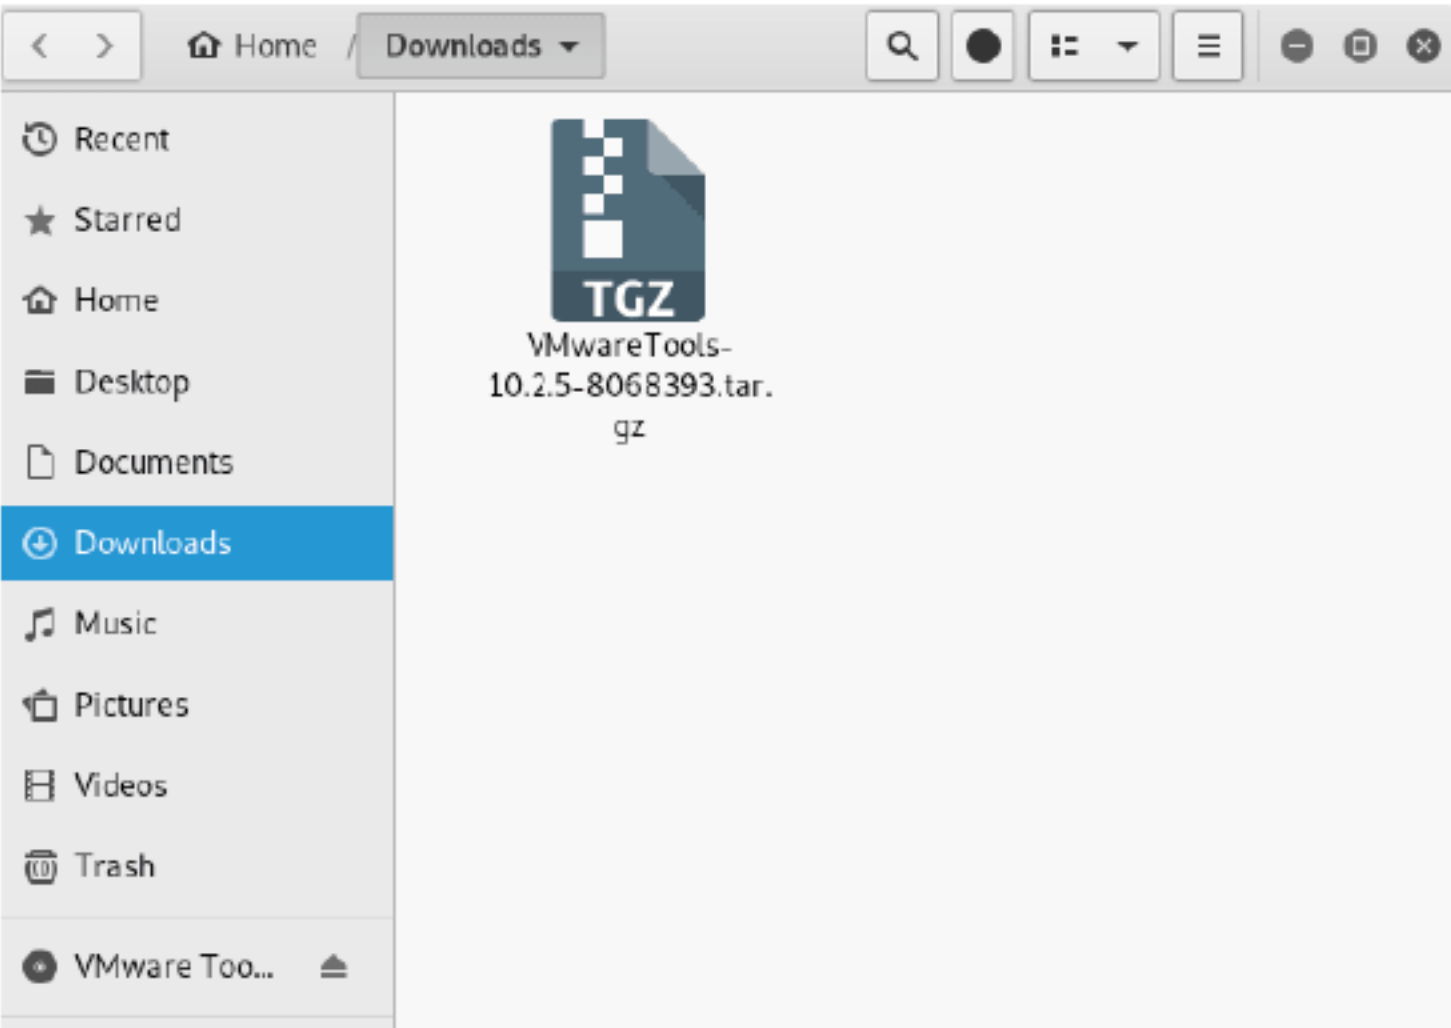 Home / Downloads
Recent
Starred
Home
Desktop
Documents
Downloads
Music
Pictures
Videos
Trash
VMware Too...
TGZ
VMwareTools-
10.2.5-8068393.tar.
gz